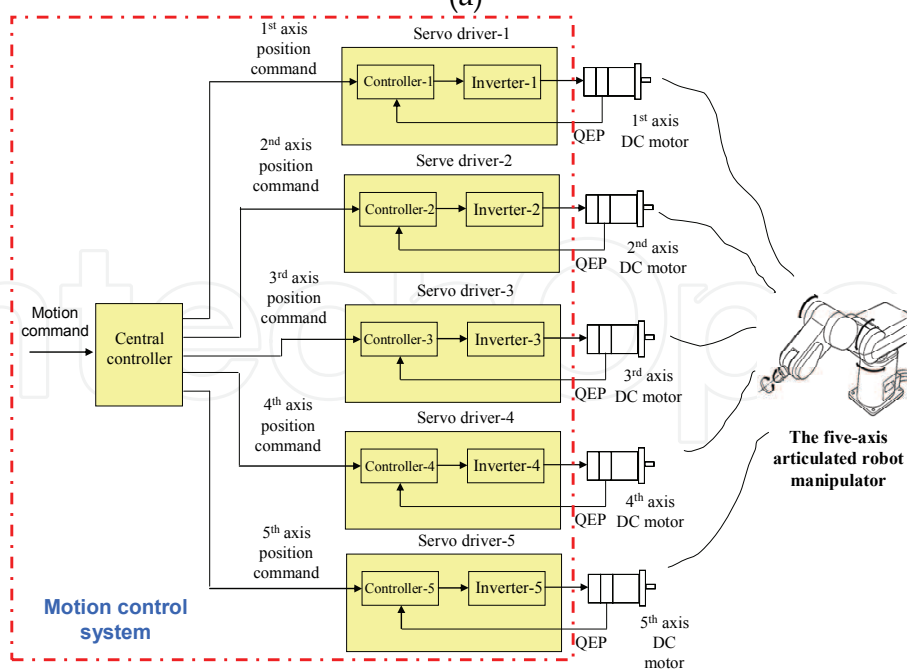 (a)
1st axis
position
command
Servo driver-1
Controller-1
Inverter-1
QEP
1st axis
DC motor
2nd axis
position
command
Serve driver-2
Controller-2
Inverter-2
QEP
2nd axis
DC motor
3rd axis
position
command
Servo driver-3
Controller-3
Inverter-3
QEP
3rd axis
DC motor
Motion
command
Central
controller
4th axis
position
command
Servo driver-4
Controller-4
Inverter-4
QEP
4th axis
DC motor
The five-axis
articulated robot
manipulator
5th axis
position
command
Servo driver-5
Controller-5
Inverter-5
QEP
5th axis
DC
motor
Motion control
system